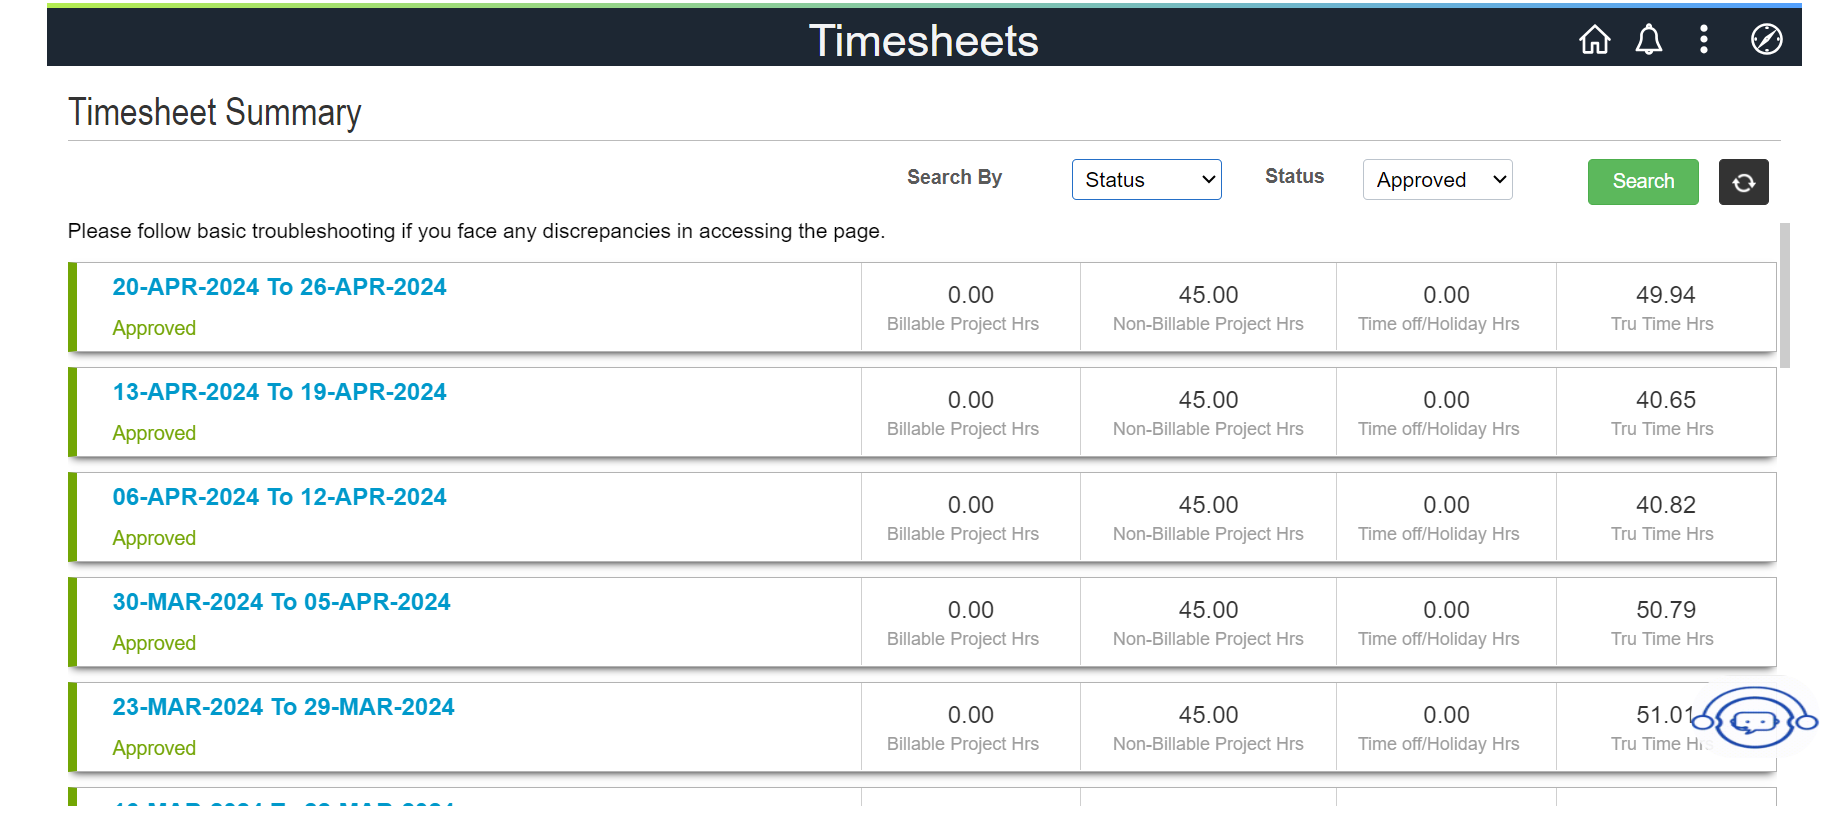 Timesheets
Timesheet Summary
Search By Status Status Approved Search
Please follow basic troubleshooting if you face any discrepancies in accessing the page.
20-APR-2024 To 26-APR-2024 0.00 45.00 0.00 49.94
Approved Billable Project Hrs Non-Billable Project Hrs Time off/Holiday Hrs Tru Time Hrs
13-APR-2024 To 19-APR-2024 0.00 45.00 0.00 40.65
Approved Billable Project Hrs Non-Billable Project Hrs Time off/Holiday Hrs Tru Time Hrs
06-APR-2024 To 12-APR-2024 0.00 45.00 0.00 40.82
Approved Billable Project Hrs Non-Billable Project Hrs Time off/Holiday Hrs Tru Time Hrs
30-MAR-2024 To 05-APR-2024 0.00 45.00 0.00 50.79
Approved Billable Project Hrs Non-Billable Project Hrs Time off/Holiday Hrs Tru Time Hrs
23-MAR-2024 To 29-MAR-2024 0.00 45.00 0.00 51.01
Approved Billable Project Hrs Non-Billable Project Hrs Time off/Holiday Hrs Tru Time Hrs